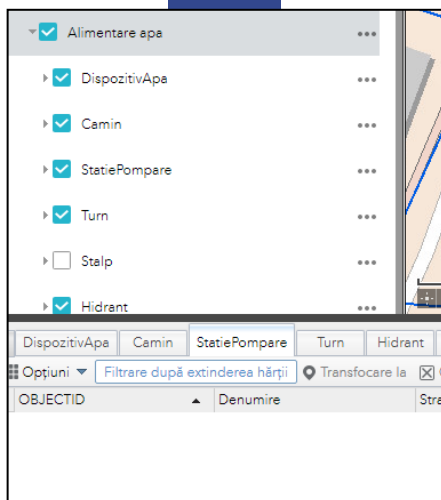 Alimentare apa
DispozitivApa
Camin
StatiePompare
Turn
Stalp
Hidrant
DispozitivApa Camin StatiePompare Turn Hidrant
Opțiuni Filtrare după extinderea hărții Transfocare la
OBJECTID Denumire Stra